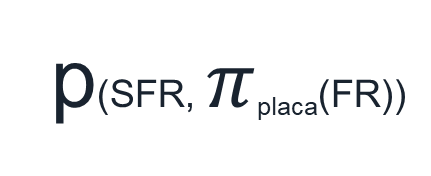 p(SFR, π placa(FR))